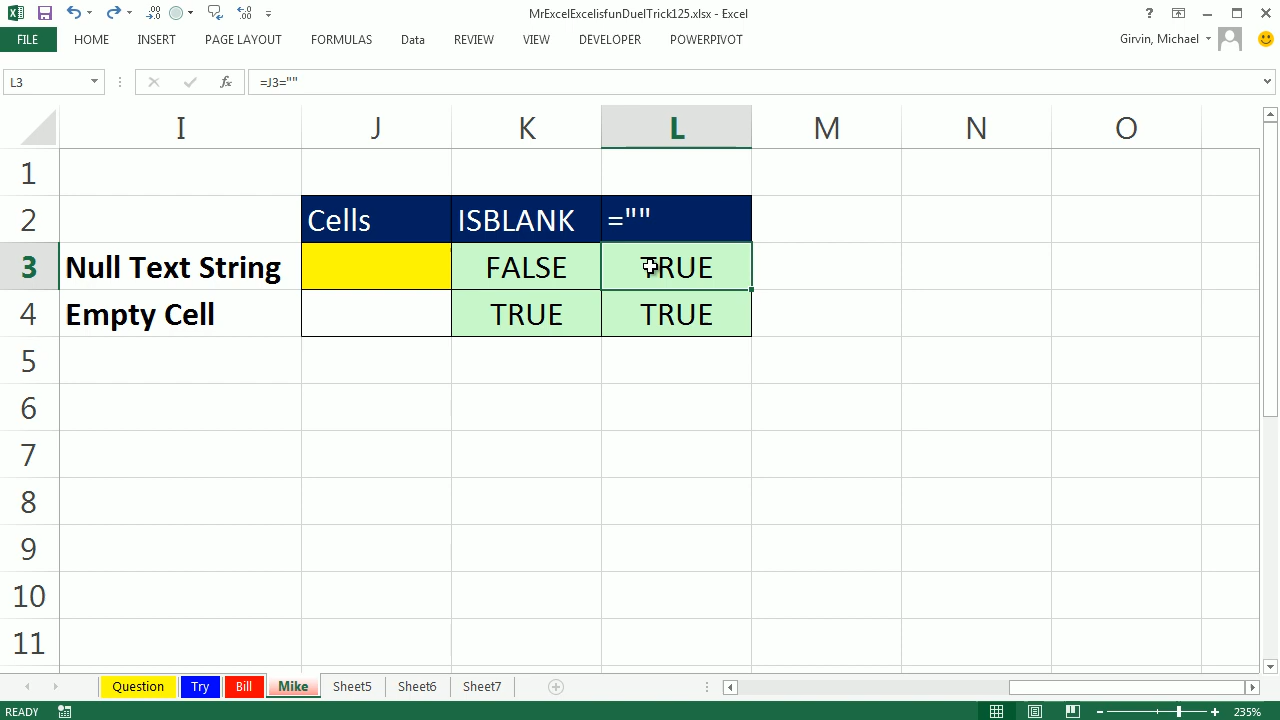 MrExcelExcelisfunDuelTrick125.xlsx - Excel
FILE HOME INSERT PAGE LAYOUT FORMULAS Data REVIEW VIEW DEVELOPER POWERPIVOT Girvin, Michael
L3 fx =J3=""
I J K L M N O
1
2 Cells ISBLANK =""
3 Null Text String FALSE TRUE
4 Empty Cell TRUE TRUE
5
6
7
8
9
10
11
Question Try Bill Mike Sheet5 Sheet6 Sheet7
READY 235%